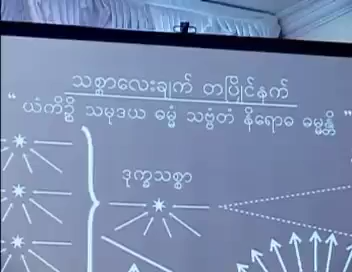 သစ္စာလေးချက် တပြိုင်နက်
“ ယံကိဉ္စိ သမုဒယ ဓမ္မံ သဗ္ဗံတံ နိရောဓ ဓမ္မန္တိ ”
ဒုက္ခသစ္စာ